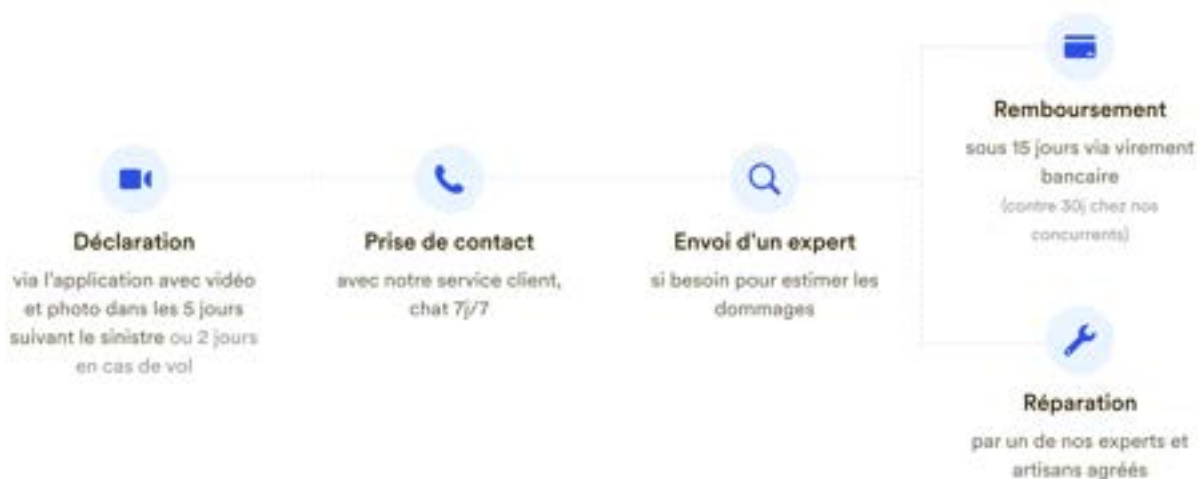 Déclaration
via l'application avec vidéo
et photo dans les 5 jours
suivant le sinistre ou 2 jours
en cas de vol
Prise de contact
avec notre service client,
chat 7j/7
Envoi d'un expert
si besoin pour estimer les
dommages
Remboursement
sous 15 jours via virement
bancaire
(contre 30j chez nos
concurrents)
Réparation
par un de nos experts et
artisans agréés